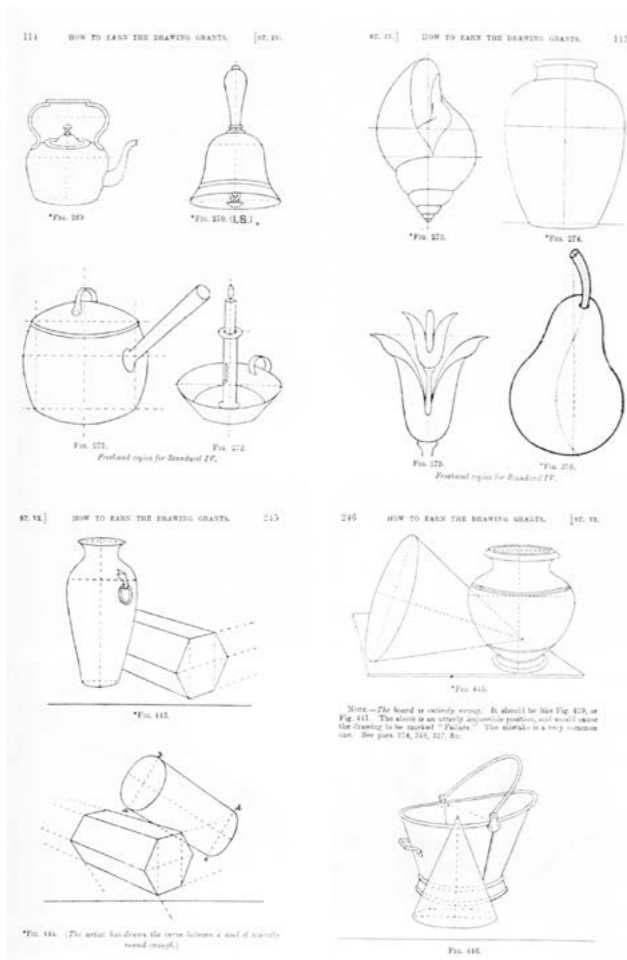 114 HOW TO EARN THE DRAWING GRANTS. [ST. IV.
*FIG. 269
*FIG. 270. (I.S.)
FIG. 271.
FIG. 272.
Freehand copies for Standard IV.
ST. IV.] HOW TO EARN THE DRAWING GRANTS. 115
*FIG. 273.
*FIG. 274.
FIG. 275.
*FIG. 276.
Freehand copies for Standard IV.
ST. VI.] HOW TO EARN THE DRAWING GRANTS. 245
*FIG. 443.
*FIG. 444. (The artist has drawn the curve between c and d scarcely
round enough.)
246 HOW TO EARN THE DRAWING GRANTS. [ST. VI.
*FIG. 445.
NOTE.—The board is entirely wrong. It should be like Fig. 439, or
Fig. 441. The above is an utterly impossible position, and would cause
the drawing to be marked "Failure." The mistake is a very common
one. See pars. 314, 316, 327, &c.
FIG. 446.